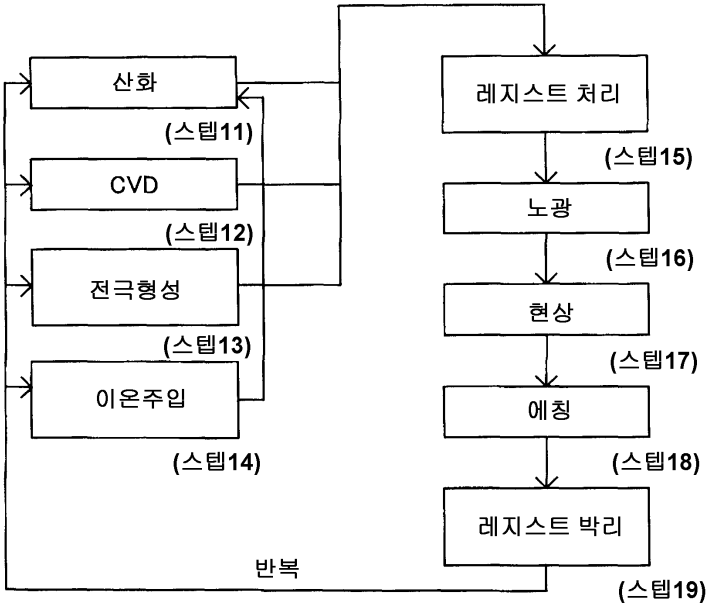 산화
(스텝11)
CVD
(스텝12)
전극형성
(스텝13)
이온주입
(스텝14)
레지스트 처리
(스텝15)
노광
(스텝16)
현상
(스텝17)
에칭
(스텝18)
레지스트 박리
(스텝19)
반복